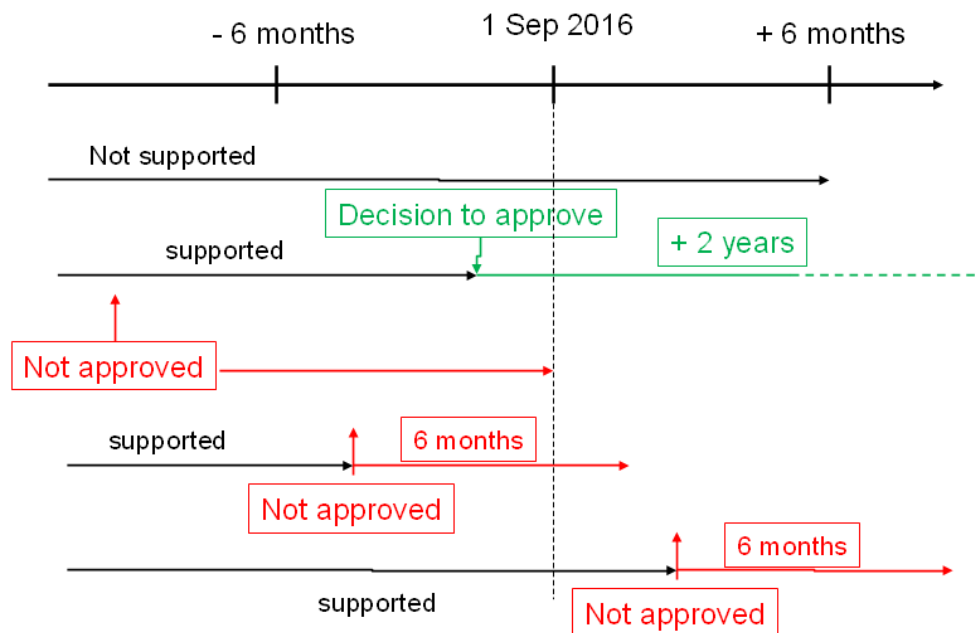 - 6 months
1 Sep 2016
+ 6 months
Not supported
Decision to approve
supported
+ 2 years
Not approved
supported
6 months
Not approved
6 months
supported
Not approved